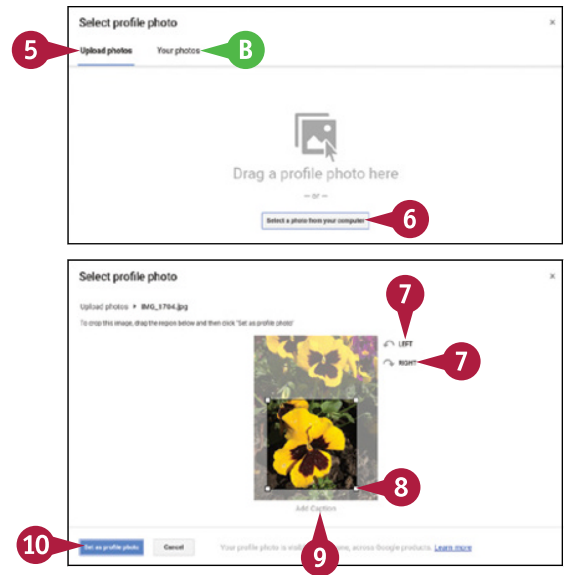 Select profile photo ×
5 Upload photos Your photos B
Drag a profile photo here
— or —
Select a photo from your computer 6
Select profile photo ×
7
Upload photos ▸ IMG_1704.jpg
To crop this image, drag the region below and then click 'Set as profile photo'
LEFT
RIGHT 7
8
Add Caption
10 Set as profile photo Cancel Your profile photo is visible across Google products. Learn more
9